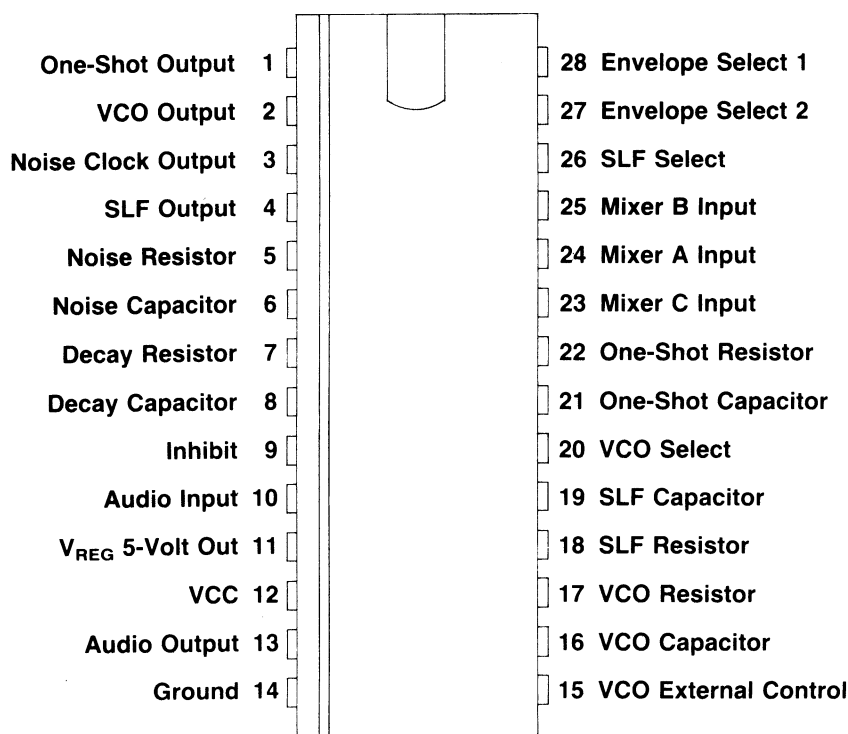 One-Shot Output 1
VCO Output 2
Noise Clock Output 3
SLF Output 4
Noise Resistor 5
Noise Capacitor 6
Decay Resistor 7
Decay Capacitor 8
Inhibit 9
Audio Input 10
VREG 5-Volt Out 11
VCC 12
Audio Output 13
Ground 14
28 Envelope Select 1
27 Envelope Select 2
26 SLF Select
25 Mixer B Input
24 Mixer A Input
23 Mixer C Input
22 One-Shot Resistor
21 One-Shot Capacitor
20 VCO Select
19 SLF Capacitor
18 SLF Resistor
17 VCO Resistor
16 VCO Capacitor
15 VCO External Control